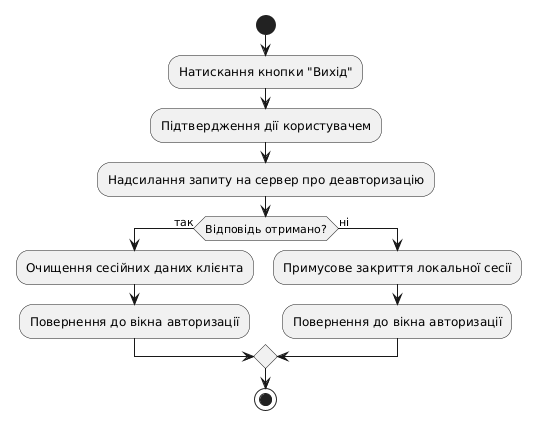 Натискання кнопки "Вихід"
Підтвердження дії користувачем
Надсилання запиту на сервер про деавторизацію
так
Відповідь отримано?
ні
Очищення сесійних даних клієнта
Примусове закриття локальної сесії
Повернення до вікна авторизації
Повернення до вікна авторизації